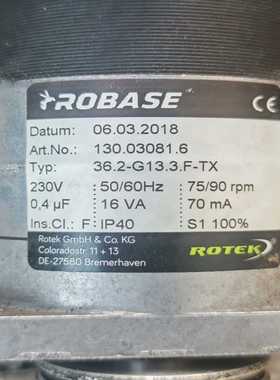 ROBASE CE
Datum: 06.03.2018
Art.No.: 130.03081.6
Typ: 36.2-G13.3.F-TX
230V : 50/60Hz : 75/90 rpm
0,4 µF : 16 VA : 70 mA
Ins.Cl.: F : IP40 : S1 100%
Rotek GmbH & Co. KG
Coloradostr. 11 + 13
DE-27580 Bremerhaven
ROTEK